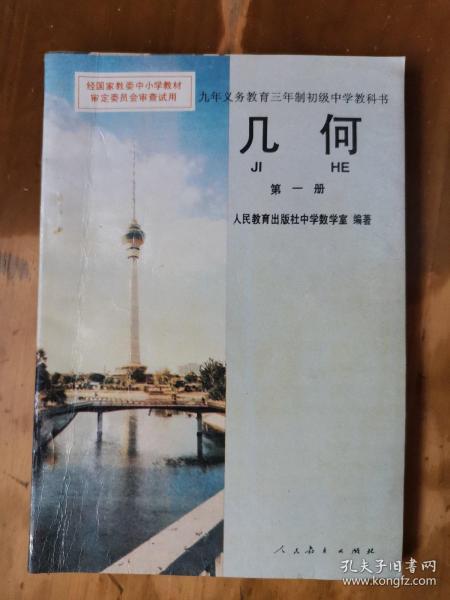 经国家教委中小学教材
审定委员会审查试用
九年义务教育三年制初级中学教科书
几何
JI HE
第一册
人民教育出版社中学数学室 编著
人民教育出版社
孔夫子旧书网
www.kongfz.com